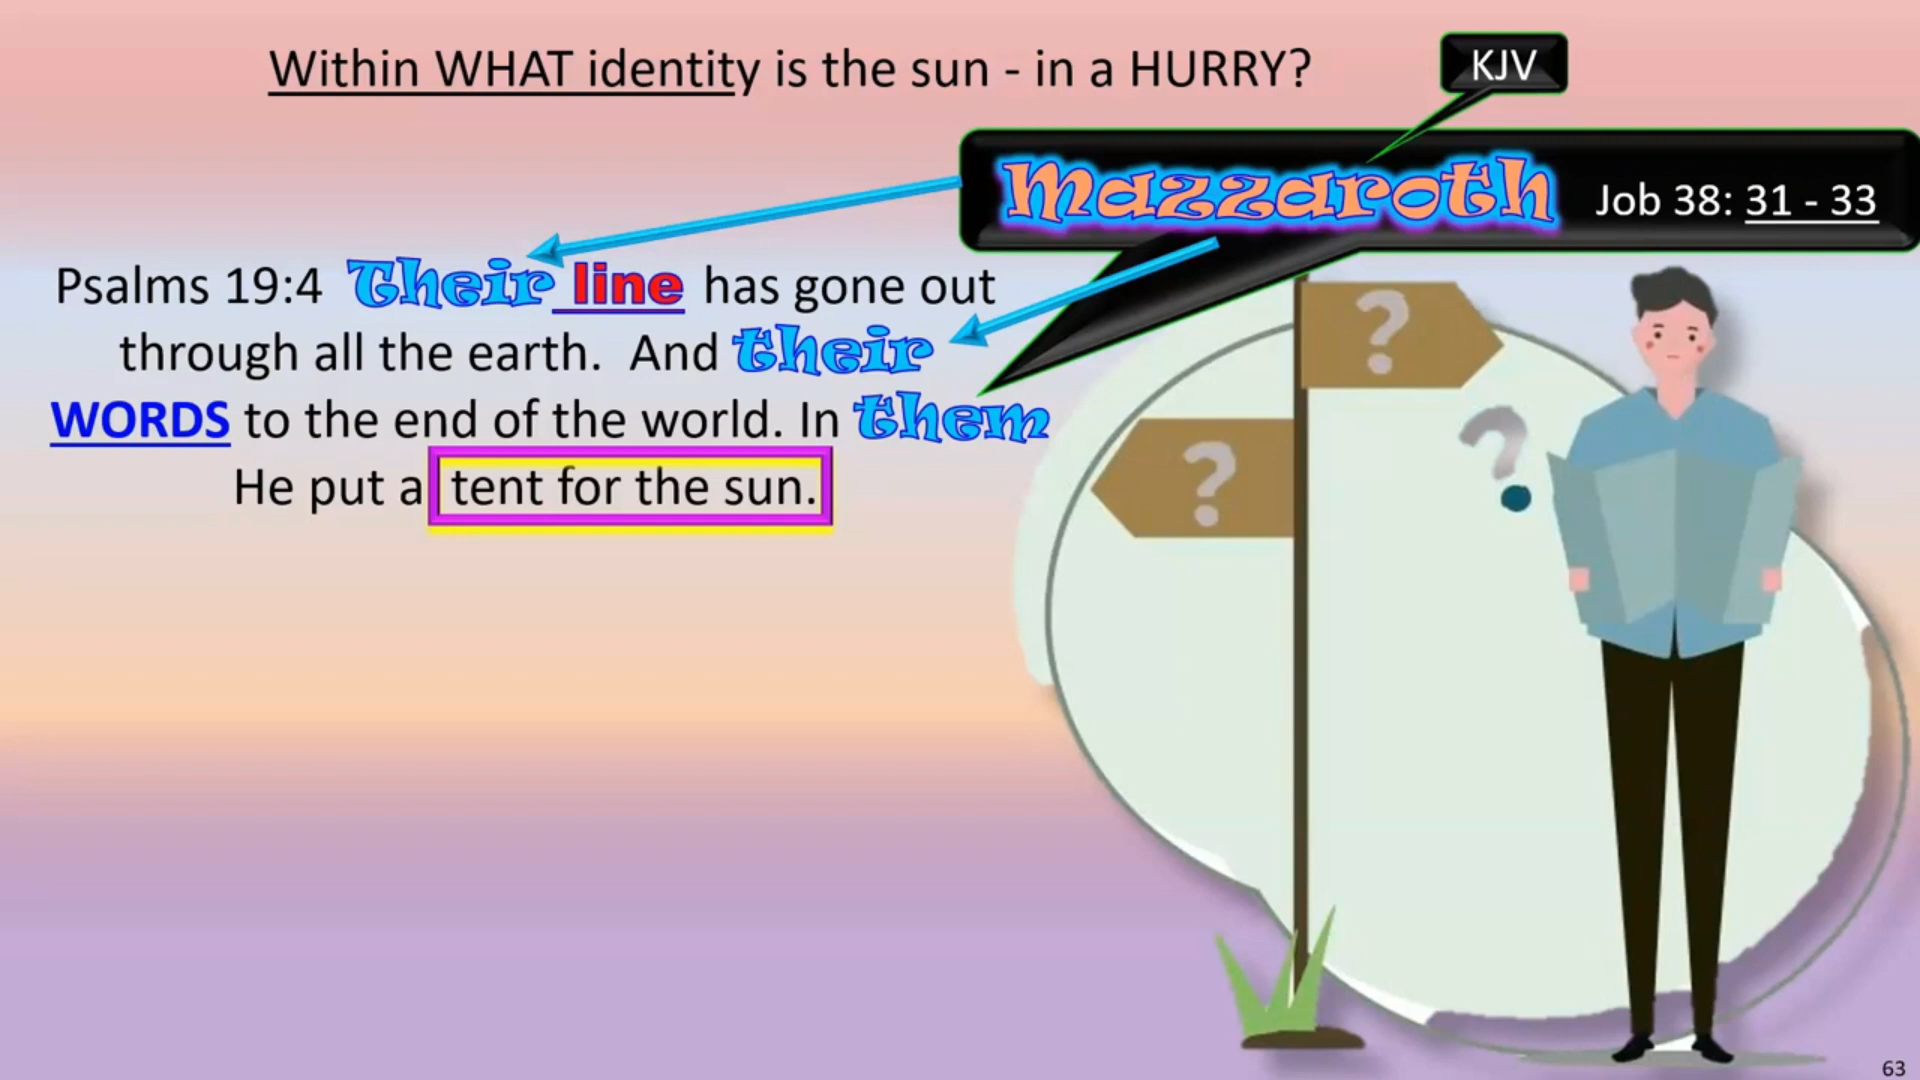 Within WHAT identity is the sun - in a HURRY?
KJV
Mazzaroth Job 38: 31 - 33
Psalms 19:4 Their line has gone out
through all the earth. And their
WORDS to the end of the world. In them
He put a tent for the sun.
?
?
?
63